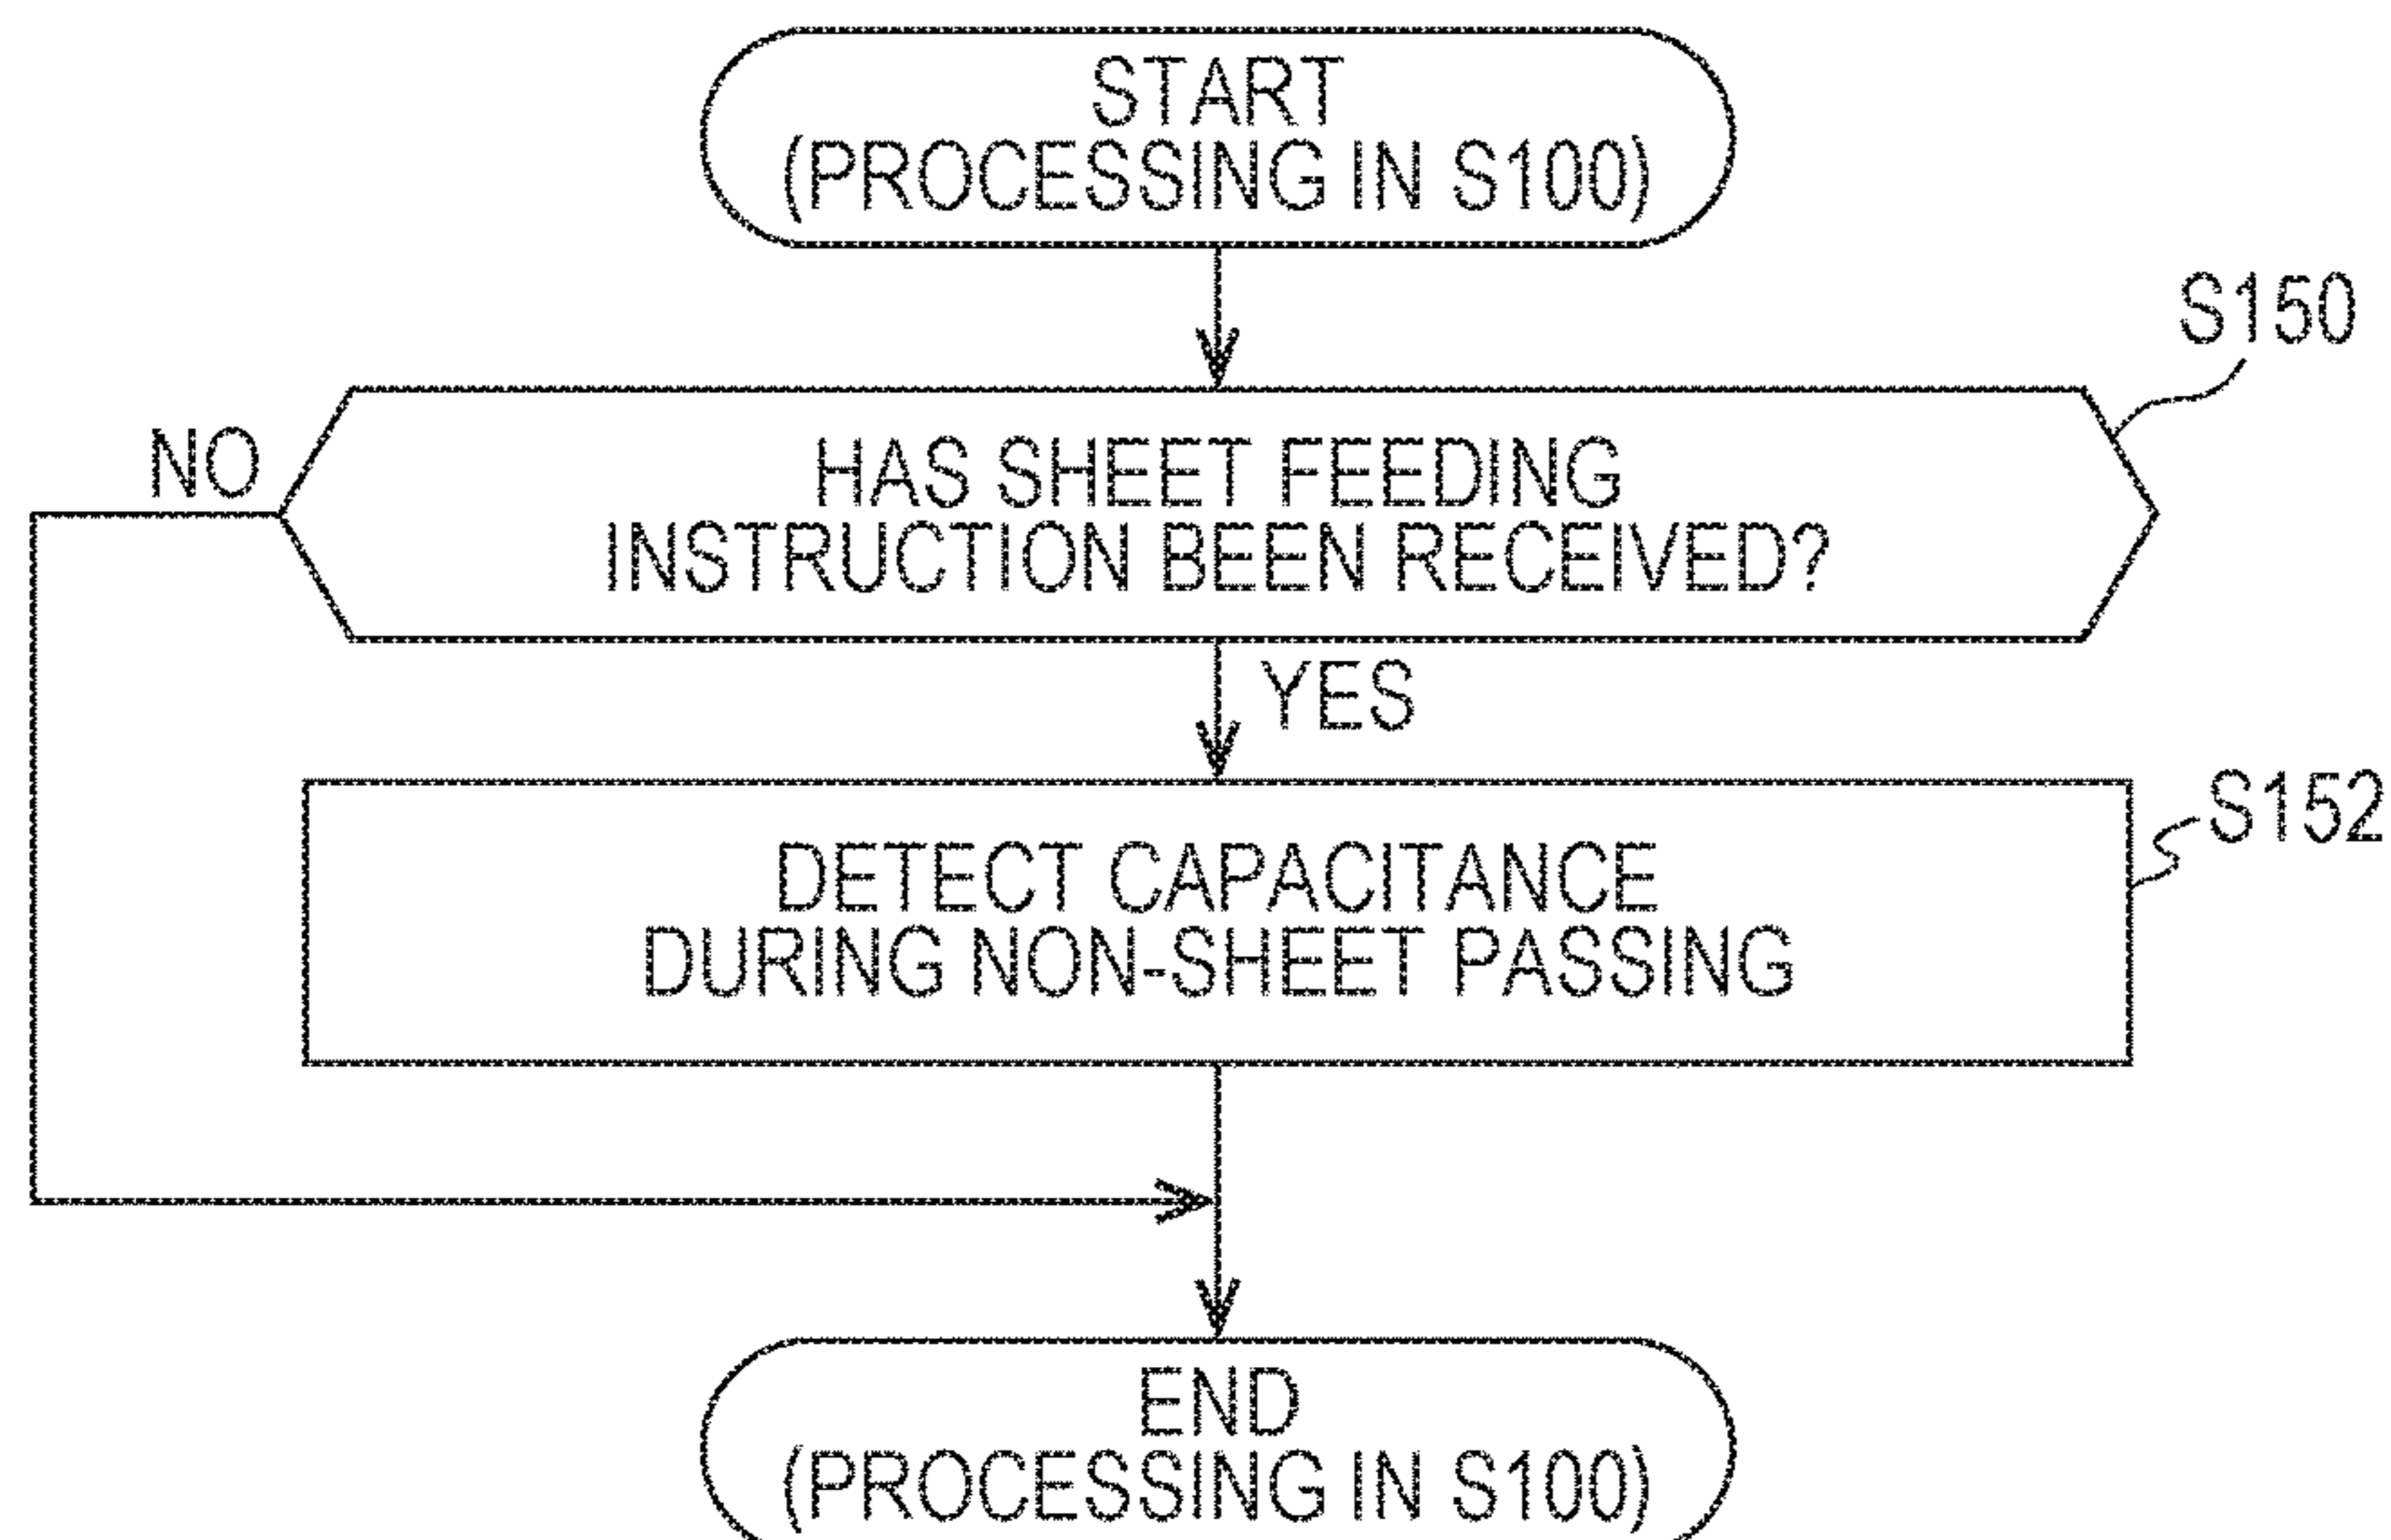 START
(PROCESSING IN S100)
S150
NO
HAS SHEET FEEDING
INSTRUCTION BEEN RECEIVED?
YES
S152
DETECT CAPACITANCE
DURING NON-SHEET PASSING
END
(PROCESSING IN S100)